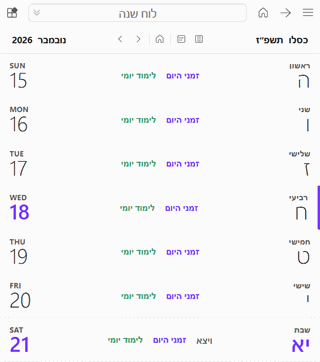 לוח שנה
כסלו תשפ״ז
נובמבר 2026
ראשון ה זמני היום לימוד יומי SUN 15
שני ו זמני היום לימוד יומי MON 16
שלישי ז זמני היום לימוד יומי TUE 17
רביעי ח זמני היום לימוד יומי WED 18
חמישי ט זמני היום לימוד יומי THU 19
שישי י זמני היום לימוד יומי FRI 20
שבת יא ויצא זמני היום לימוד יומי SAT 21